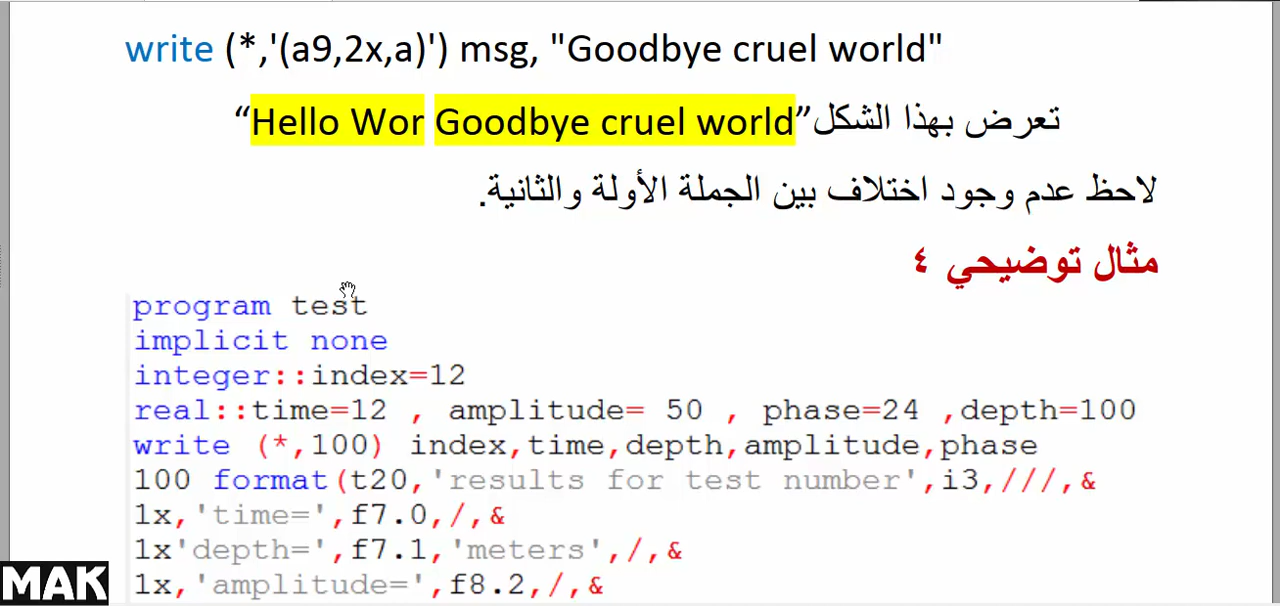 write (*,'(a9,2x,a)') msg, "Goodbye cruel world"
تعرض بهذا الشكل "Hello Wor Goodbye cruel world“
لاحظ عدم وجود اختلاف بين الجملة الأولة والثانية.
مثال توضيحي ٤
program test
implicit none
integer::index=12
real::time=12 , amplitude= 50 , phase=24 ,depth=100
write (*,100) index,time,depth,amplitude,phase
100 format(t20,'results for test number',i3,///,&
1x,'time=',f7.0,/,&
1x'depth=',f7.1,'meters',/,&
1x,'amplitude=',f8.2,/,&
MAK